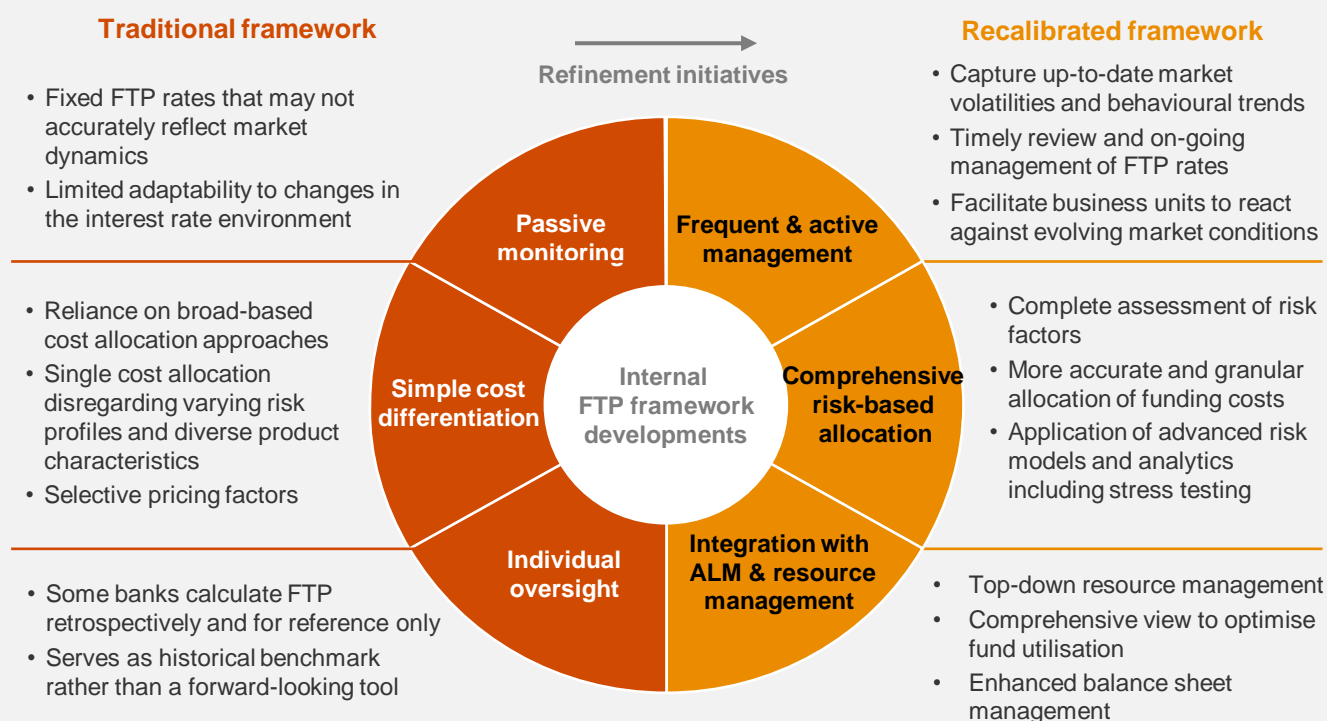 Traditional framework
Refinement initiatives
Recalibrated framework
• Fixed FTP rates that may not
accurately reflect market
dynamics
• Limited adaptability to changes in
the interest rate environment
• Capture up-to-date market
volatilities and behavioural trends
• Timely review and on-going
management of FTP rates
• Facilitate business units to react
against evolving market conditions
Passive
monitoring
Frequent & active
management
• Reliance on broad-based
cost allocation approaches
• Single cost allocation
disregarding varying risk
profiles and diverse product
characteristics
• Selective pricing factors
Simple cost
differentiation
Internal
FTP framework
developments
Comprehensive
risk-based
allocation
• Complete assessment of risk
factors
• More accurate and granular
allocation of funding costs
• Application of advanced risk
models and analytics
including stress testing
Individual
oversight
Integration with
ALM & resource
management
• Some banks calculate FTP
retrospectively and for reference only
• Serves as historical benchmark
rather than a forward-looking tool
• Top-down resource management
• Comprehensive view to optimise
fund utilisation
• Enhanced balance sheet
management